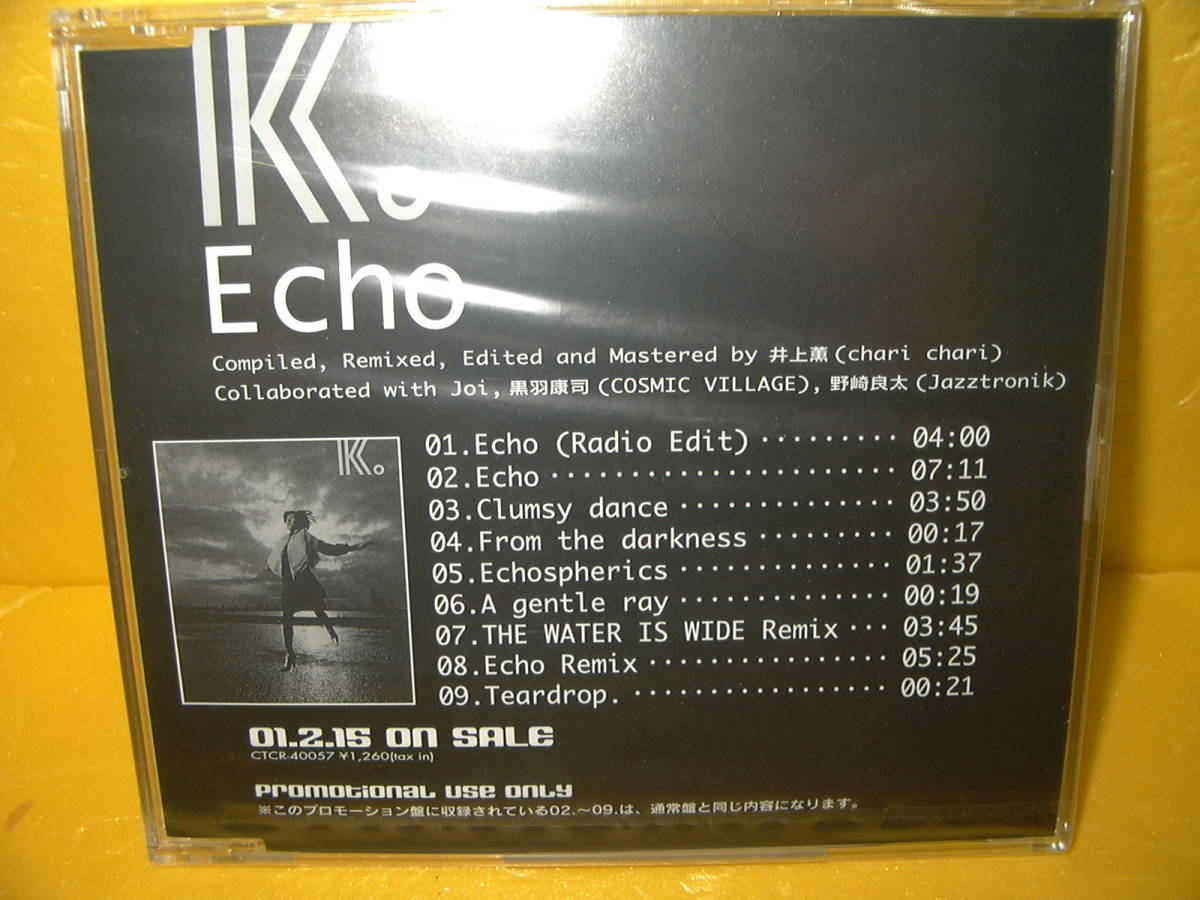 K。
Echo
Compiled, Remixed, Edited and Mastered by 井上薫(chari chari)
Collaborated with Joi, 黒羽康司(COSMIC VILLAGE), 野崎良太(Jazztronik)
K。
01.Echo (Radio Edit) ········· 04:00
02.Echo ······················ 07:11
03.Clumsy dance ·············· 03:50
04.From the darkness ········· 00:17
05.Echospherics ·············· 01:37
06.A gentle ray ·············· 00:19
07.THE WATER IS WIDE Remix ··· 03:45
08.Echo Remix ················· 05:25
09.Teardrop. ·················· 00:21
01.2.15 ON SALE
CTCR-40057 ¥1,260(tax in)
PROMOTIONAL USE ONLY
※このプロモーション盤に収録されている02.〜09.は、通常盤と同じ内容になります。